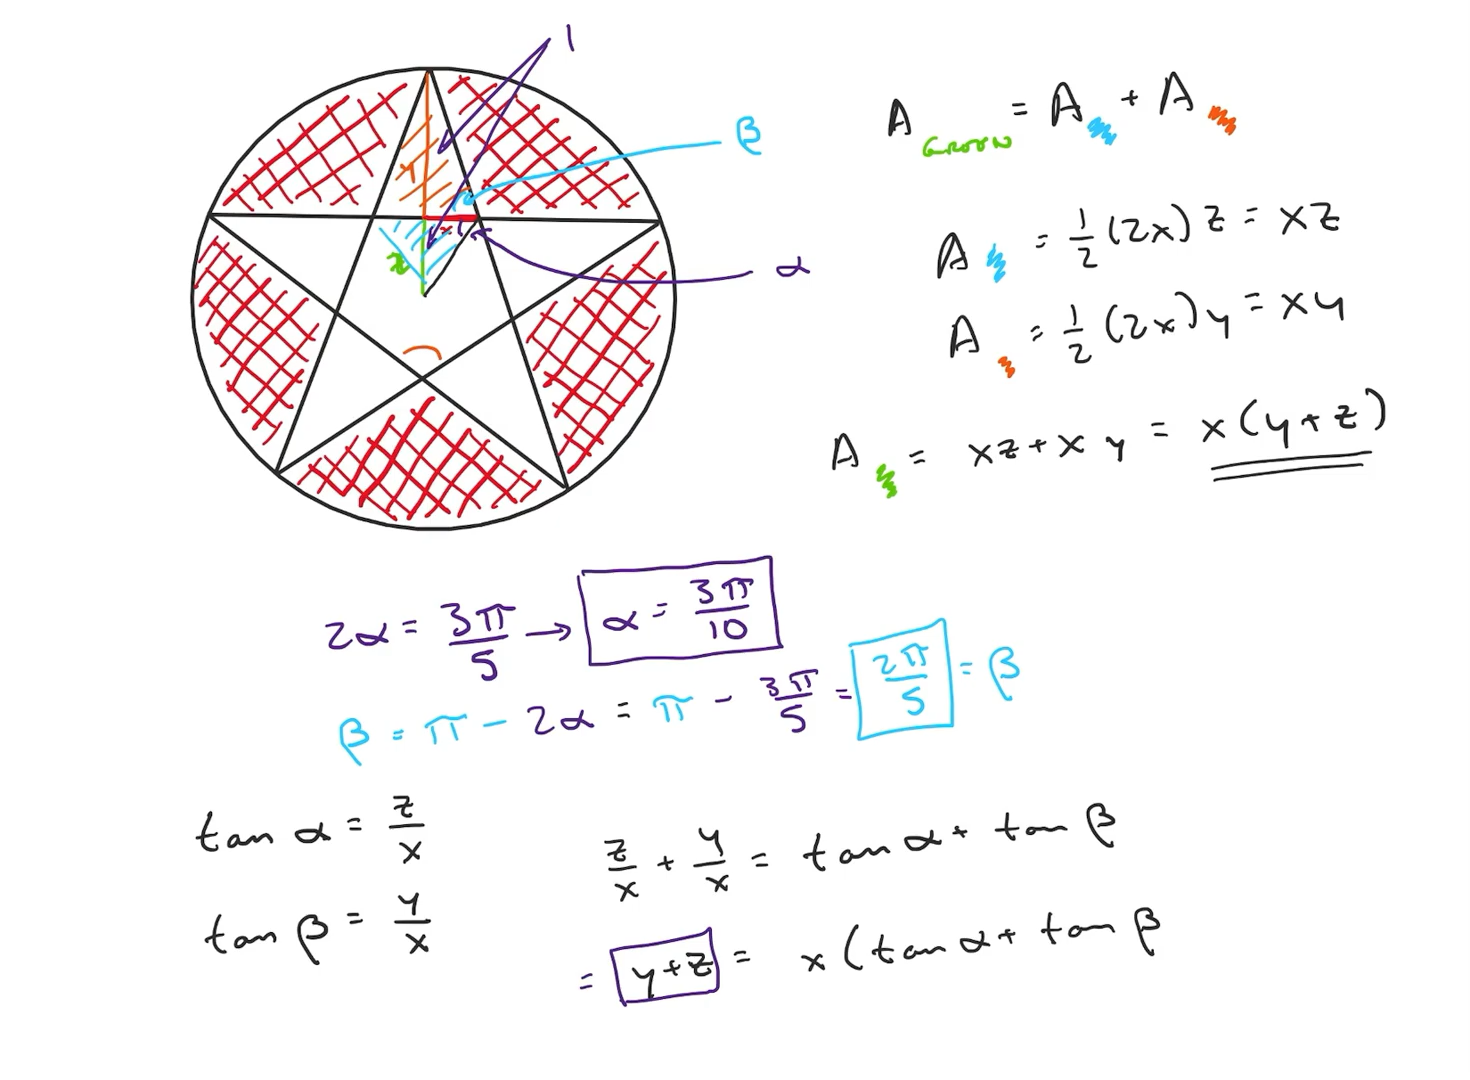 1
β
y
x
z
α
A GREEN = A + A
A = 1/2 (2x) z = xz
A = 1/2 (2x) y = xy
A = xz + xy = x(y+z)
2α = 3π/5 → α = 3π/10
β = π - 2α = π - 3π/5 = 2π/5 = β
tan α = z/x
z/x + y/x = tan α + tan β
tan β = y/x
= y+z = x(tan α + tan β